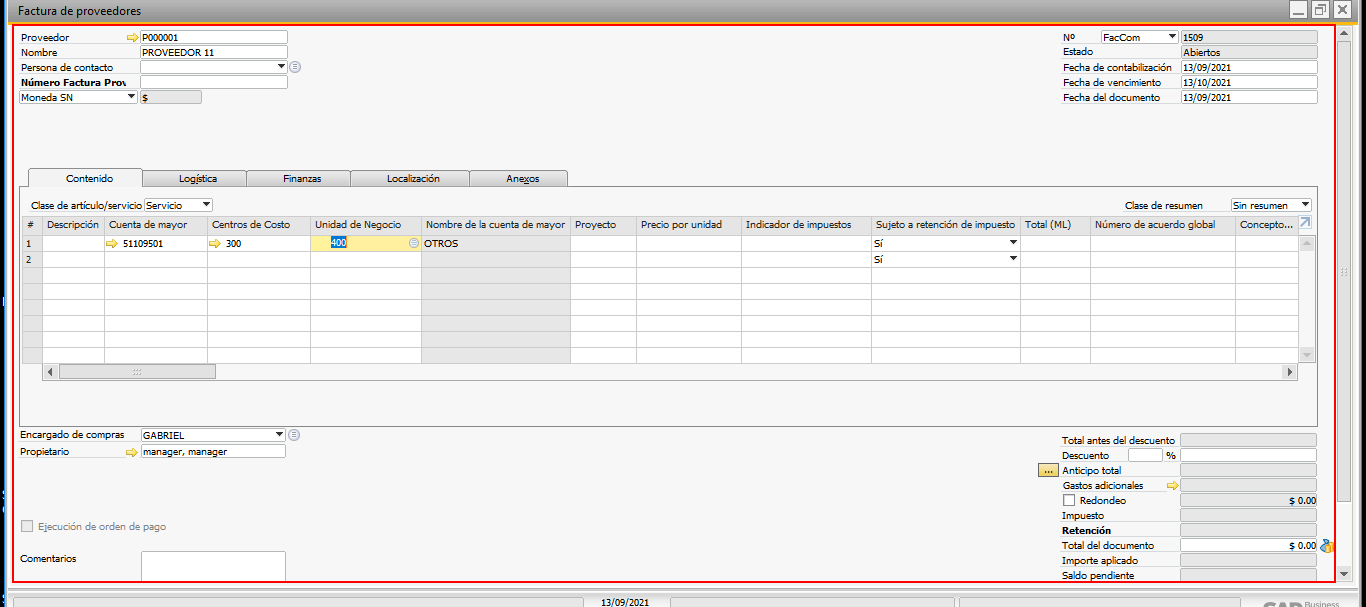 Factura de proveedores
Proveedor P000001
Nombre PROVEEDOR 11
Persona de contacto
Número Factura Prov
Moneda SN $
Nº FacCom 1509
Estado Abiertos
Fecha de contabilización 13/09/2021
Fecha de vencimiento 13/10/2021
Fecha del documento 13/09/2021
Contenido Logística Finanzas Localización Anexos
Clase de artículo/servicio Servicio Clase de resumen Sin resumen
# Descripción Cuenta de mayor Centros de Costo Unidad de Negocio Nombre de la cuenta de mayor Proyecto Precio por unidad Indicador de impuestos Sujeto a retención de impuesto Total (ML) Número de acuerdo global Concepto...
1 51109501 300 400 OTROS Sí
2 Sí
Encargado de compras GABRIEL
Propietario manager, manager
Ejecución de orden de pago
Comentarios
Total antes del descuento
Descuento %
... Anticipo total
Gastos adicionales
Redondeo $ 0.00
Impuesto
Retención
Total del documento $ 0.00
Importe aplicado
Saldo pendiente
13/09/2021
SAP Business